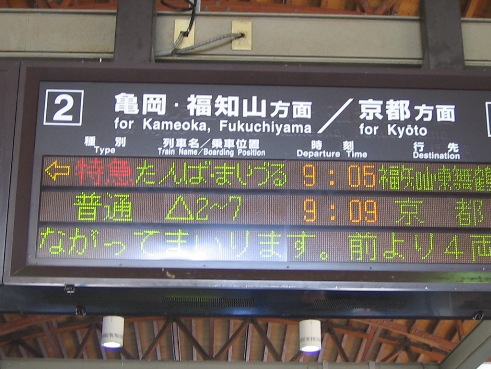 2 亀岡・福知山方面／京都方面
for Kameoka, Fukuchiyama for Kyōto
種別 列車名／乗車位置 時刻 行先
Type Train Name/Boarding Position Departure Time Destination
⇦特急 たんば・まいづる 9:05 福知山・東舞鶴
普通 △2~7 9:09 京都
ながってまいります。前より4両